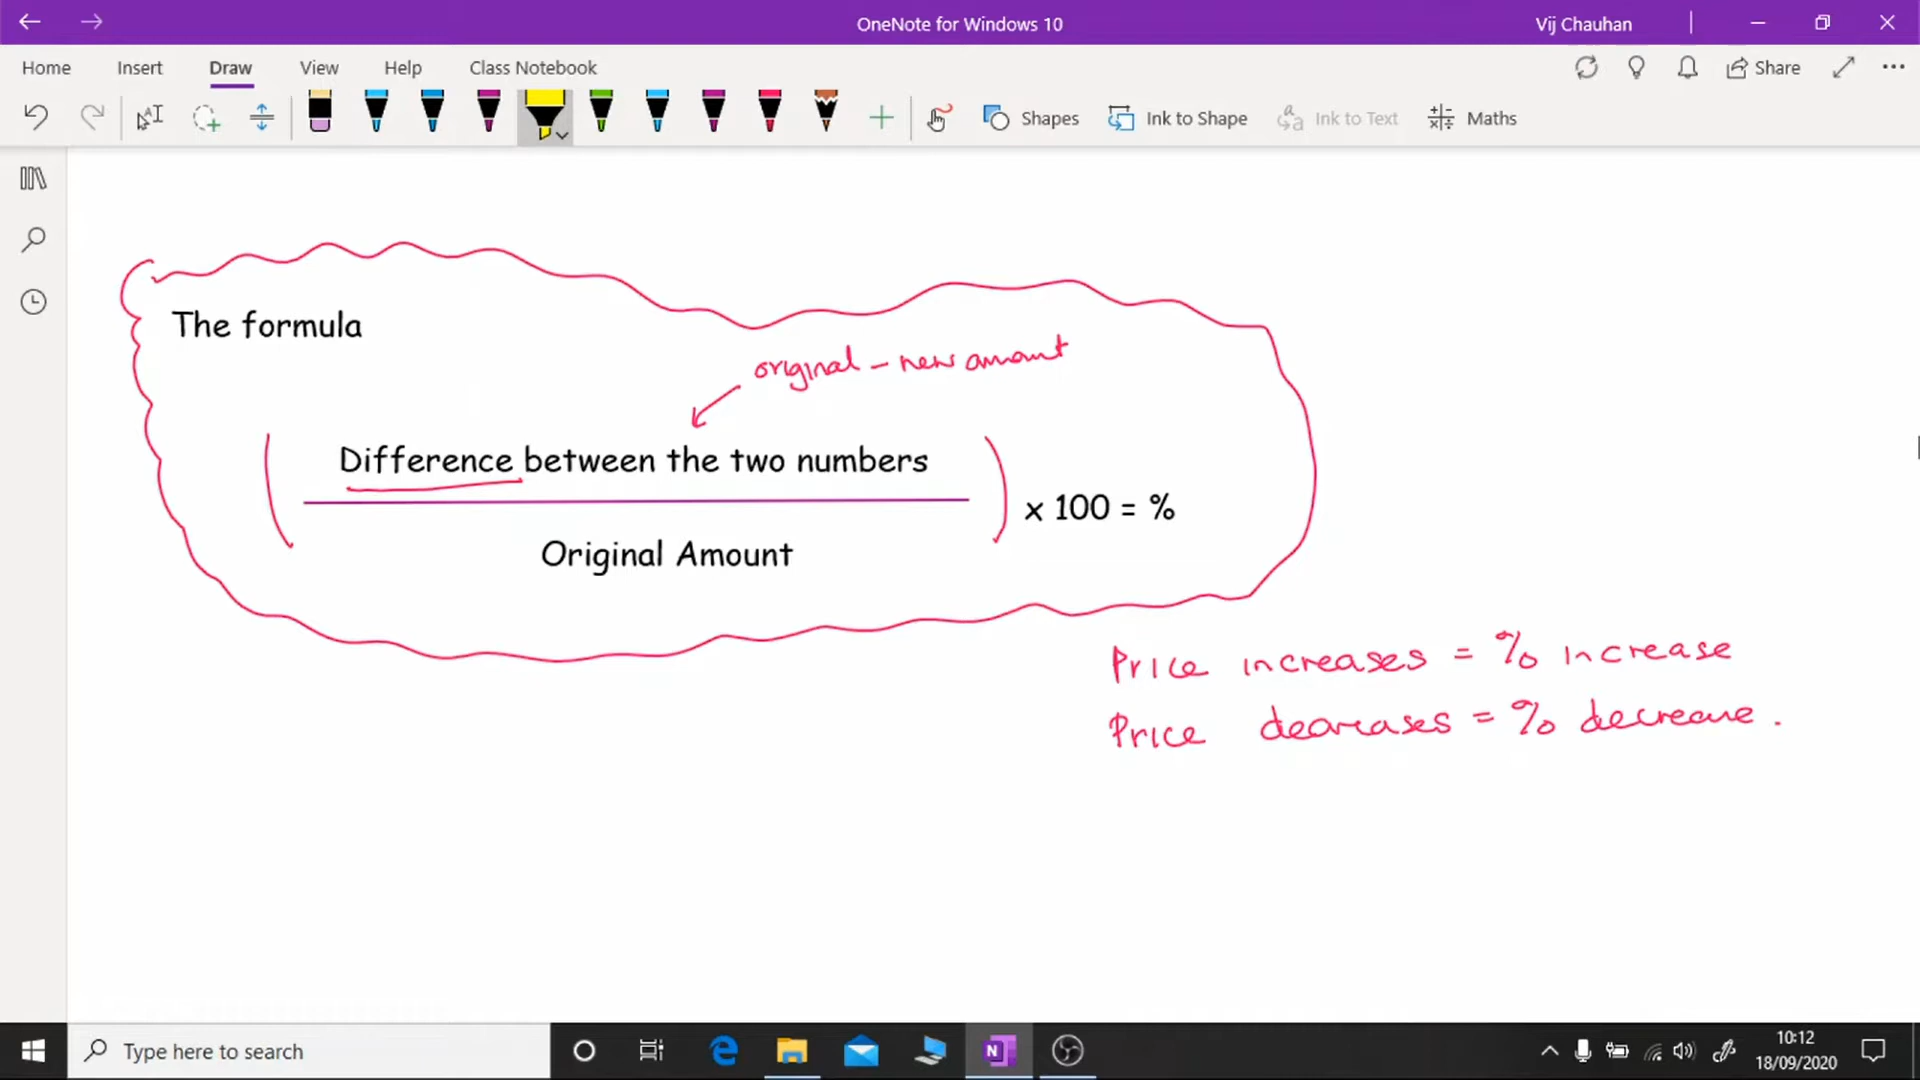 OneNote for Windows 10
Vij Chauhan
Home Insert Draw View Help Class Notebook
Share
Shapes Ink to Shape Ink to Text Maths
The formula
original - new amount
Difference between the two numbers
x 100 = %
Original Amount
Price increases = % increase
Price decreases = % decrease.
Type here to search
10:12
18/09/2020